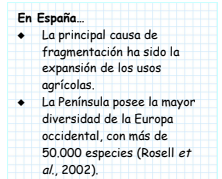 En España…
◆ La principal causa de
fragmentación ha sido la
expansión de los usos
agrícolas.
◆ La Península posee la mayor
diversidad de la Europa
occidental, con más de
50.000 especies (Rosell et
al., 2002).